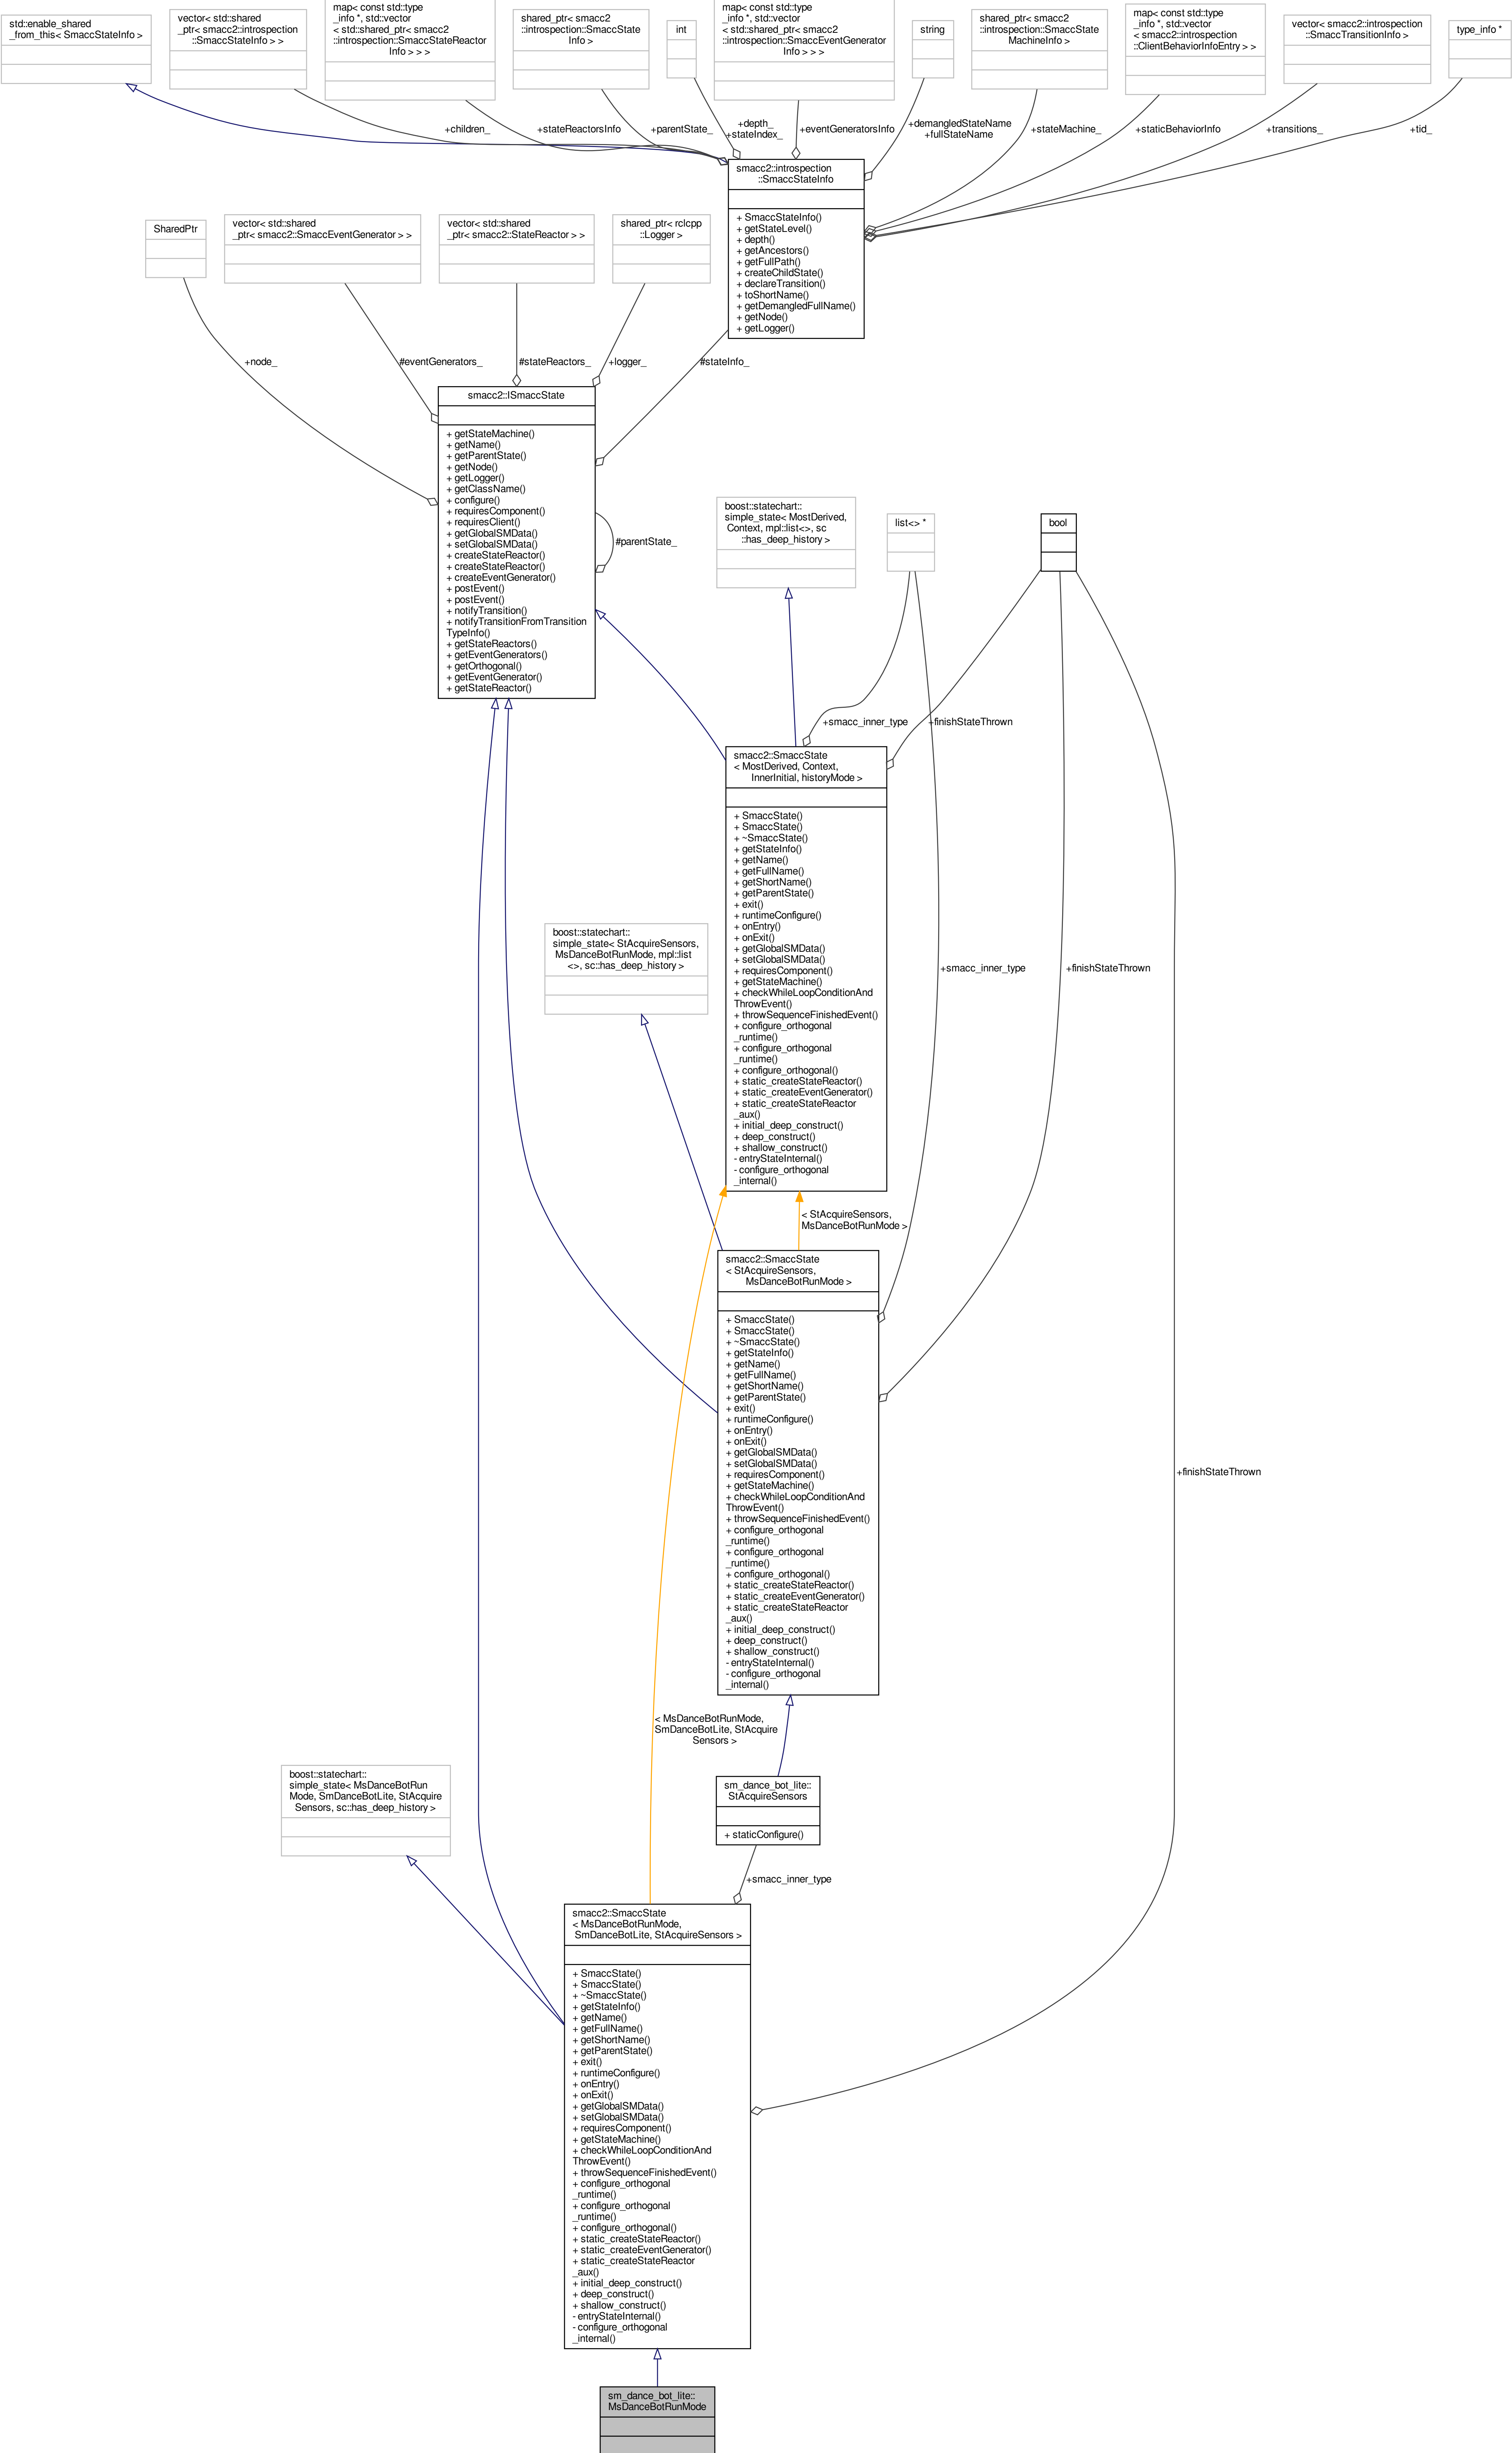 std::enable_shared
_from_this< SmaccStateInfo >
vector< std::shared
_ptr< smacc2::introspection
::SmaccStateInfo > >
map< const std::type
_info *, std::vector
< std::shared_ptr< smacc2
::introspection::SmaccStateReactor
Info > > >
shared_ptr< smacc2
::introspection::SmaccState
Info >
int
map< const std::type
_info *, std::vector
< std::shared_ptr< smacc2
::introspection::SmaccEventGenerator
Info > > >
string
shared_ptr< smacc2
::introspection::SmaccState
MachineInfo >
map< const std::type
_info *, std::vector
< smacc2::introspection
::ClientBehaviorInfoEntry > >
vector< smacc2::introspection
::SmaccTransitionInfo >
type_info *
+children_
+stateReactorsInfo
+parentState_
+depth_
+stateIndex_
+eventGeneratorsInfo
+demangledStateName
+fullStateName
+stateMachine_
+staticBehaviorInfo
+transitions_
+tid_
smacc2::introspection
::SmaccStateInfo
+ SmaccStateInfo()
+ getStateLevel()
+ depth()
+ getAncestors()
+ getFullPath()
+ createChildState()
+ declareTransition()
+ toShortName()
+ getDemangledFullName()
+ getNode()
+ getLogger()
SharedPtr
vector< std::shared
_ptr< smacc2::SmaccEventGenerator > >
vector< std::shared
_ptr< smacc2::StateReactor > >
shared_ptr< rclcpp
::Logger >
+node_
#eventGenerators_
#stateReactors_
+logger_
#stateInfo_
smacc2::ISmaccState
+ getStateMachine()
+ getName()
+ getParentState()
+ getNode()
+ getLogger()
+ getClassName()
+ configure()
+ requiresComponent()
+ requiresClient()
+ getGlobalSMData()
+ setGlobalSMData()
+ createStateReactor()
+ createStateReactor()
+ createEventGenerator()
+ postEvent()
+ postEvent()
+ notifyTransition()
+ notifyTransitionFromTransition
TypeInfo()
+ getStateReactors()
+ getEventGenerators()
+ getOrthogonal()
+ getEventGenerator()
+ getStateReactor()
#parentState_
boost::statechart::
simple_state< MostDerived,
Context, mpl::list<>, sc
::has_deep_history >
list<> *
bool
+smacc_inner_type
+finishStateThrown
smacc2::SmaccState
< MostDerived, Context,
InnerInitial, historyMode >
+ SmaccState()
+ SmaccState()
+ ~SmaccState()
+ getStateInfo()
+ getName()
+ getFullName()
+ getShortName()
+ getParentState()
+ exit()
+ runtimeConfigure()
+ onEntry()
+ onExit()
+ getGlobalSMData()
+ setGlobalSMData()
+ requiresComponent()
+ getStateMachine()
+ checkWhileLoopConditionAnd
ThrowEvent()
+ throwSequenceFinishedEvent()
+ configure_orthogonal
_runtime()
+ configure_orthogonal
_runtime()
+ configure_orthogonal()
+ static_createStateReactor()
+ static_createEventGenerator()
+ static_createStateReactor
_aux()
+ initial_deep_construct()
+ deep_construct()
+ shallow_construct()
- entryStateInternal()
- configure_orthogonal
_internal()
boost::statechart::
simple_state< StAcquireSensors,
MsDanceBotRunMode, mpl::list
<>, sc::has_deep_history >
+smacc_inner_type
+finishStateThrown
< StAcquireSensors,
MsDanceBotRunMode >
smacc2::SmaccState
< StAcquireSensors,
MsDanceBotRunMode >
+ SmaccState()
+ SmaccState()
+ ~SmaccState()
+ getStateInfo()
+ getName()
+ getFullName()
+ getShortName()
+ getParentState()
+ exit()
+ runtimeConfigure()
+ onEntry()
+ onExit()
+ getGlobalSMData()
+ setGlobalSMData()
+ requiresComponent()
+ getStateMachine()
+ checkWhileLoopConditionAnd
ThrowEvent()
+ throwSequenceFinishedEvent()
+ configure_orthogonal
_runtime()
+ configure_orthogonal
_runtime()
+ configure_orthogonal()
+ static_createStateReactor()
+ static_createEventGenerator()
+ static_createStateReactor
_aux()
+ initial_deep_construct()
+ deep_construct()
+ shallow_construct()
- entryStateInternal()
- configure_orthogonal
_internal()
+finishStateThrown
< MsDanceBotRunMode,
SmDanceBotLite, StAcquire
Sensors >
boost::statechart::
simple_state< MsDanceBotRun
Mode, SmDanceBotLite, StAcquire
Sensors, sc::has_deep_history >
sm_dance_bot_lite::
StAcquireSensors
+ staticConfigure()
+smacc_inner_type
smacc2::SmaccState
< MsDanceBotRunMode,
SmDanceBotLite, StAcquireSensors >
+ SmaccState()
+ SmaccState()
+ ~SmaccState()
+ getStateInfo()
+ getName()
+ getFullName()
+ getShortName()
+ getParentState()
+ exit()
+ runtimeConfigure()
+ onEntry()
+ onExit()
+ getGlobalSMData()
+ setGlobalSMData()
+ requiresComponent()
+ getStateMachine()
+ checkWhileLoopConditionAnd
ThrowEvent()
+ throwSequenceFinishedEvent()
+ configure_orthogonal
_runtime()
+ configure_orthogonal
_runtime()
+ configure_orthogonal()
+ static_createStateReactor()
+ static_createEventGenerator()
+ static_createStateReactor
_aux()
+ initial_deep_construct()
+ deep_construct()
+ shallow_construct()
- entryStateInternal()
- configure_orthogonal
_internal()
sm_dance_bot_lite::
MsDanceBotRunMode